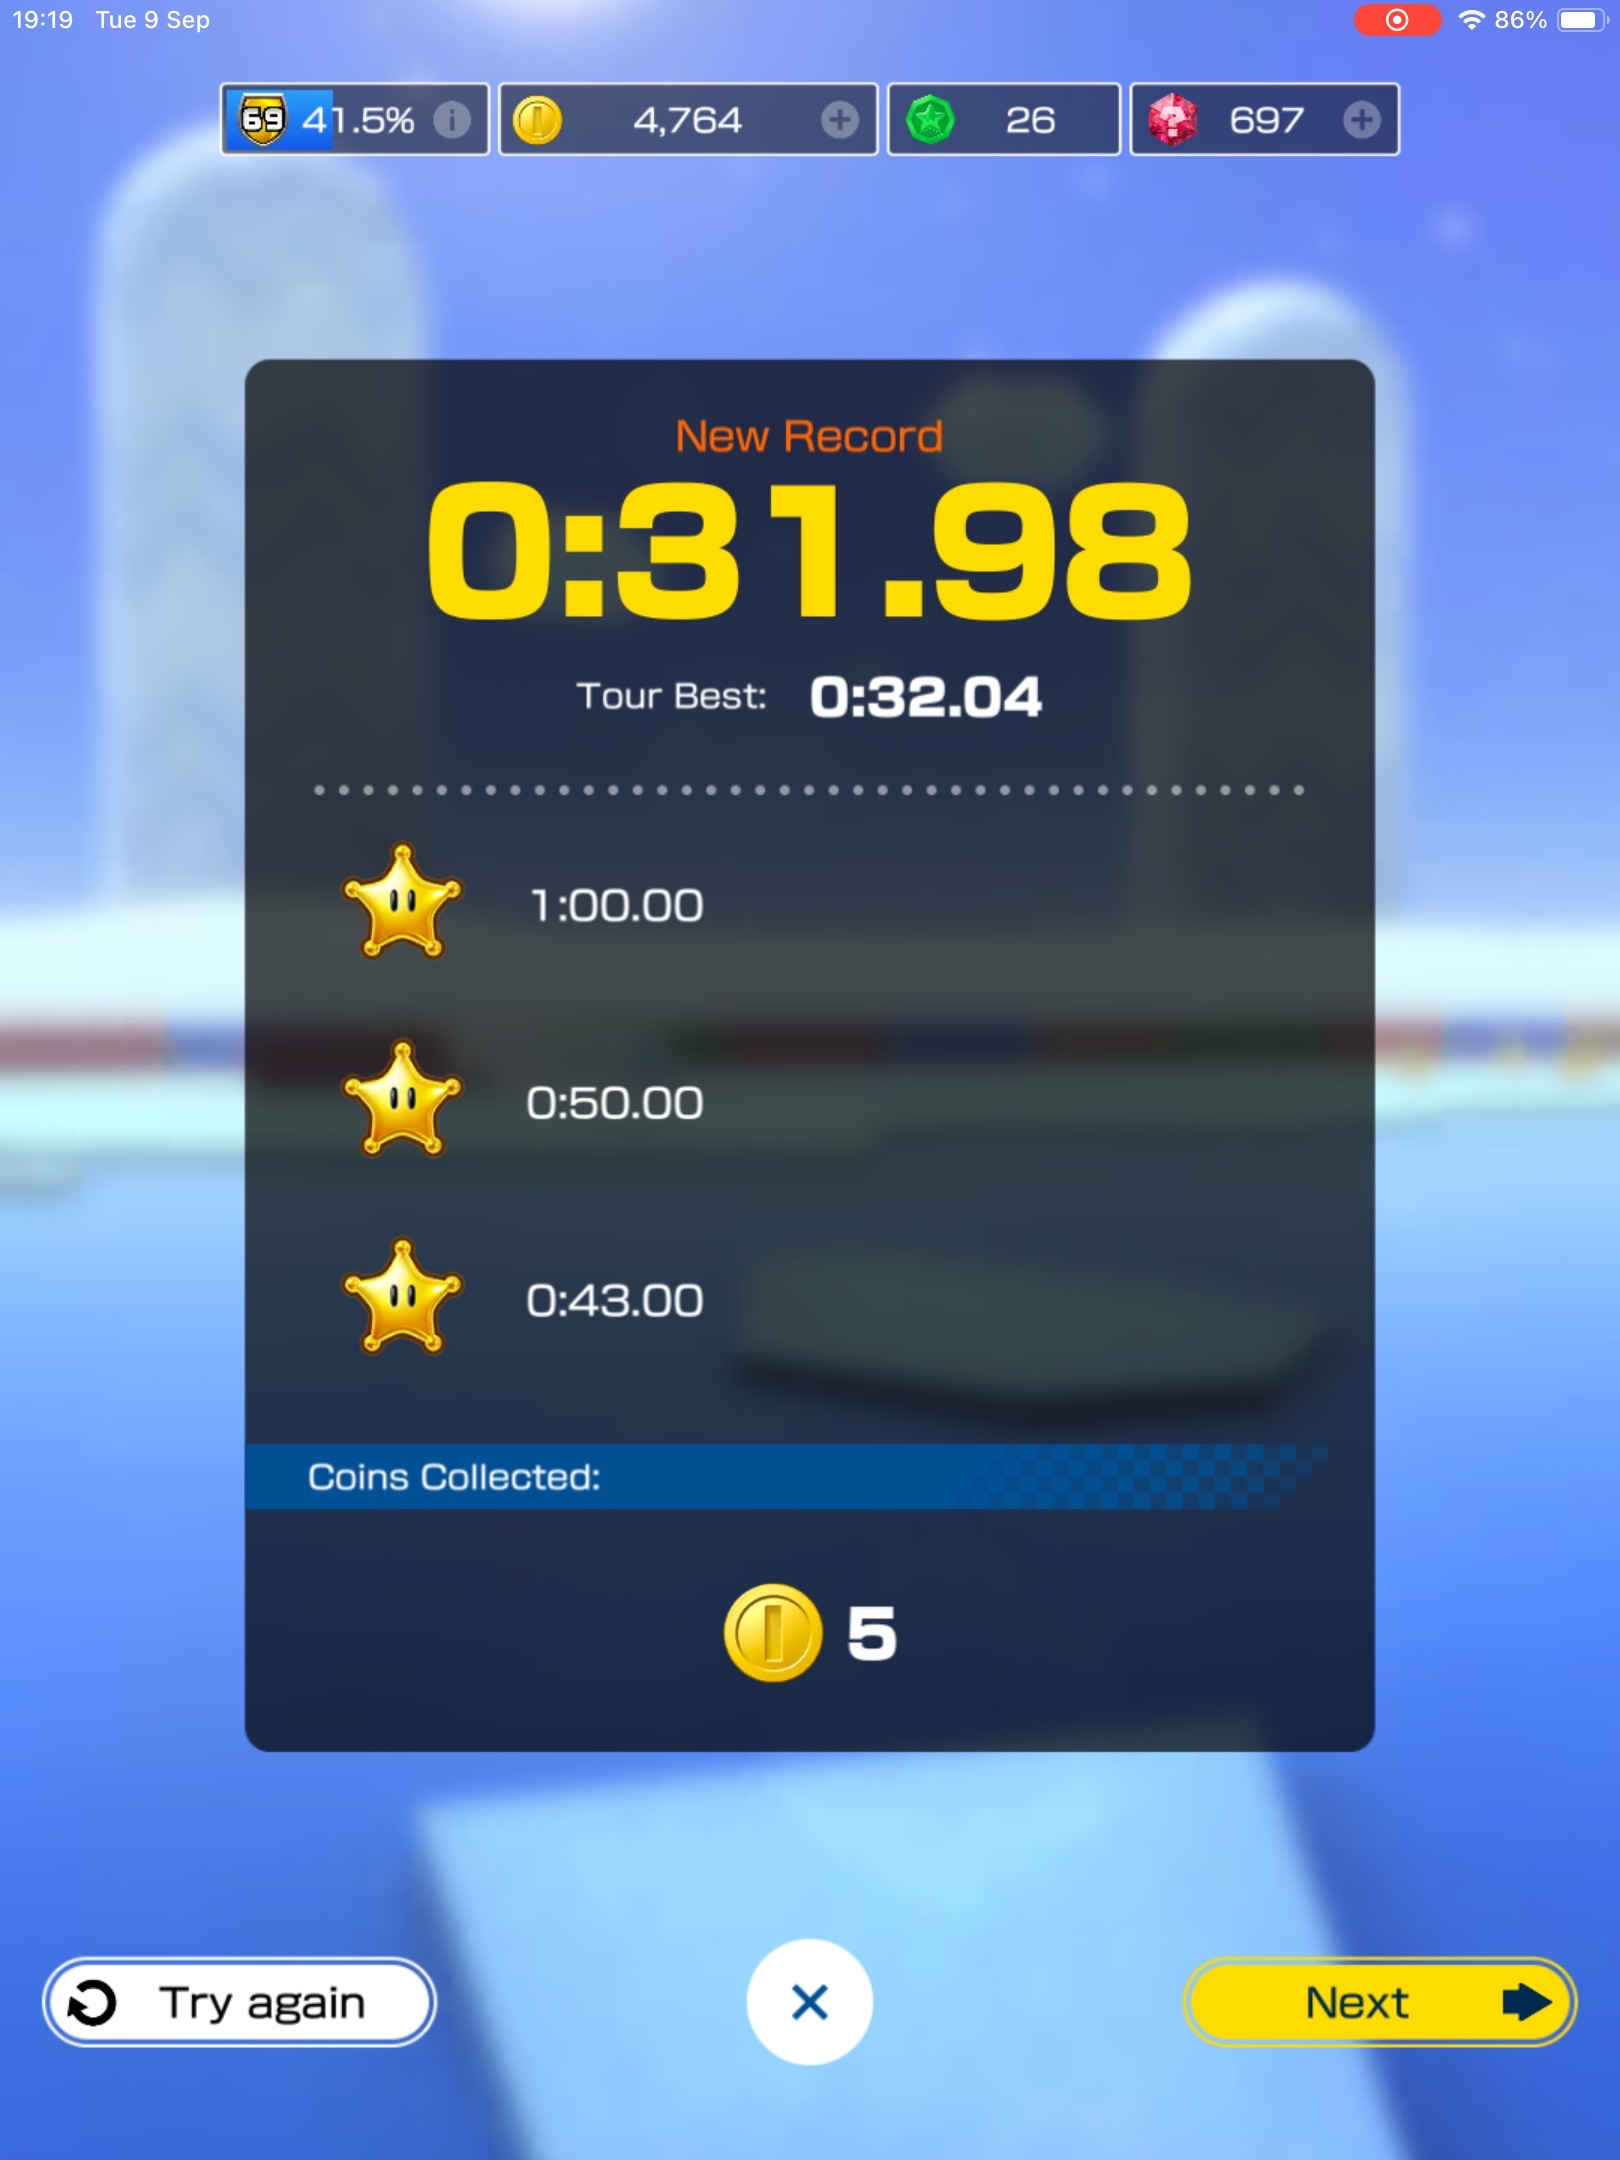 19:19 Tue 9 Sep 86%
69 41.5% i 4,764 26 ? 697
New Record
0:31.98
Tour Best: 0:32.04
1:00.00
0:50.00
0:43.00
Coins Collected:
5
Try again
Next